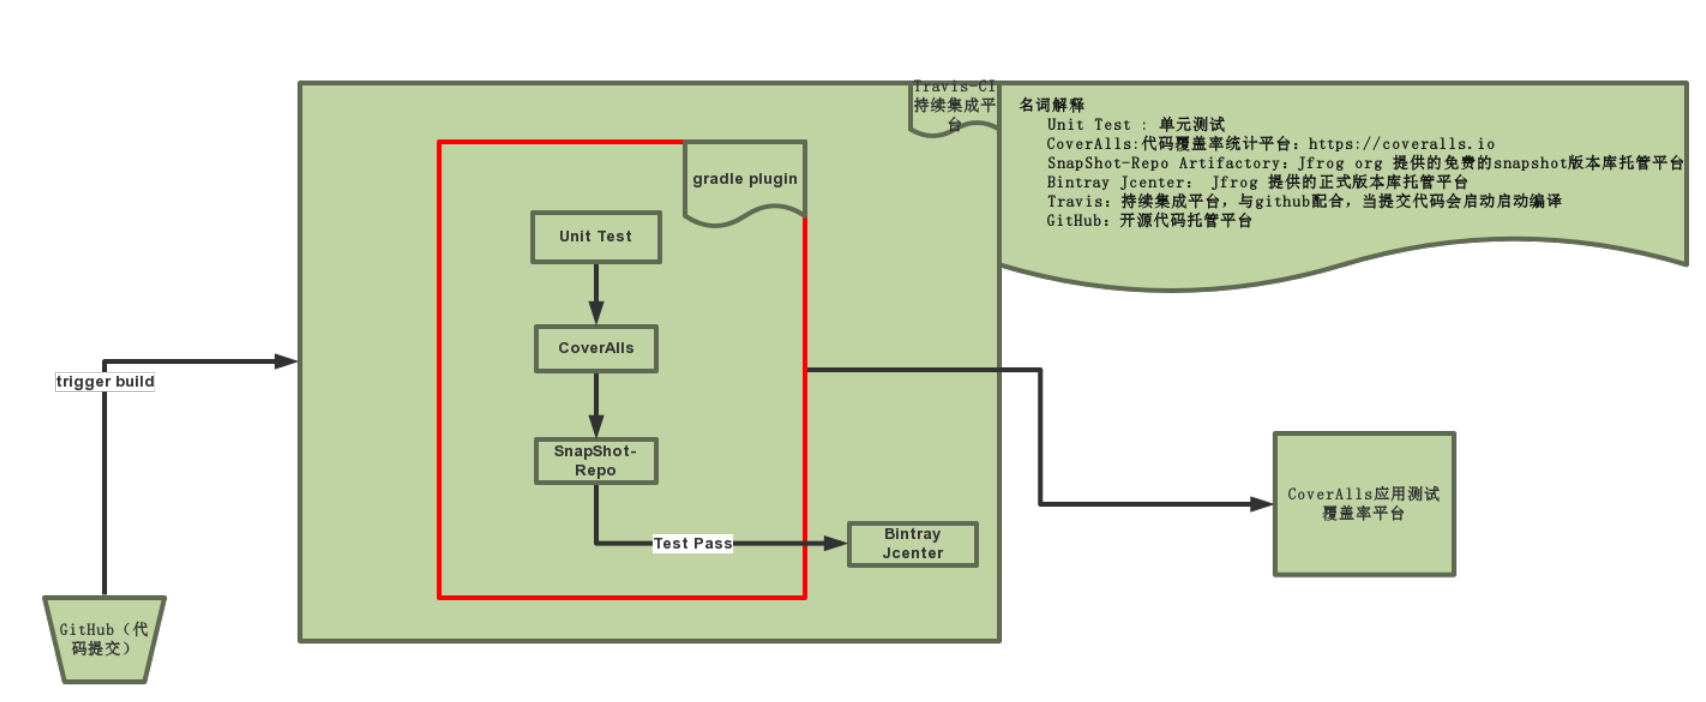 Travis-CI
持续集成平
台
名词解释
Unit Test : 单元测试
CoverAlls:代码覆盖率统计平台：https://coveralls.io
SnapShot-Repo Artifactory：Jfrog org 提供的免费的snapshot版本库托管平台
Bintray Jcenter： Jfrog 提供的正式版本库托管平台
Travis：持续集成平台，与github配合，当提交代码会启动启动编译
GitHub：开源代码托管平台
gradle plugin
Unit Test
CoverAlls
trigger build
SnapShot-
Repo
CoverAlls应用测试
覆盖率平台
Test Pass
Bintray
Jcenter
GitHub（代
码提交）